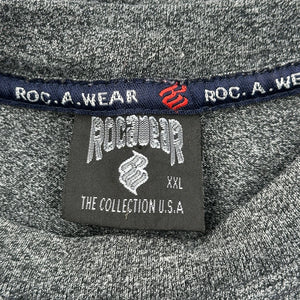 ROC.A.WEAR ROC.A.WEAR
ROCAWEAR
XXL
THE COLLECTION U.S.A